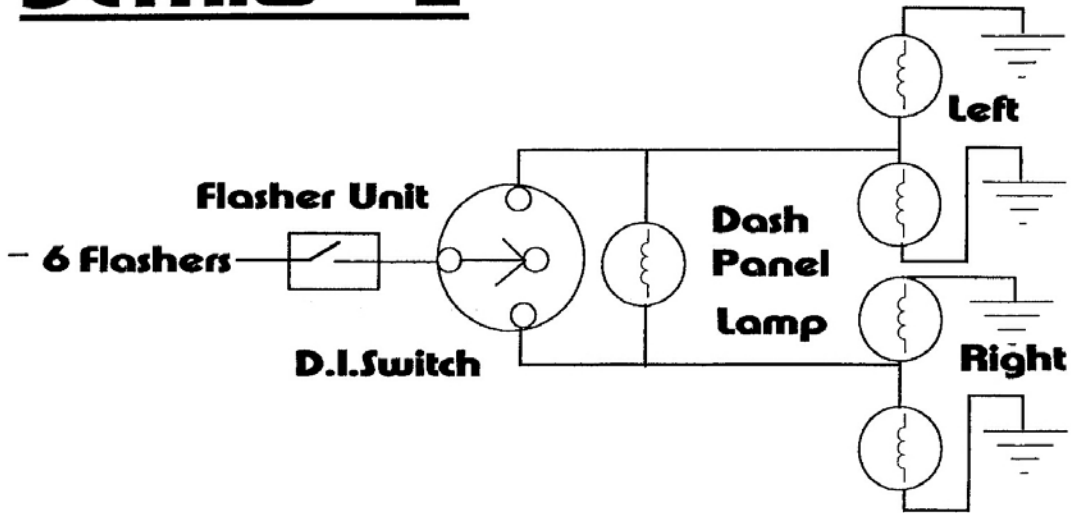 Left
Flasher Unit
Dash
Panel
Lamp
– 6 Flashers
D.I.Switch
Right